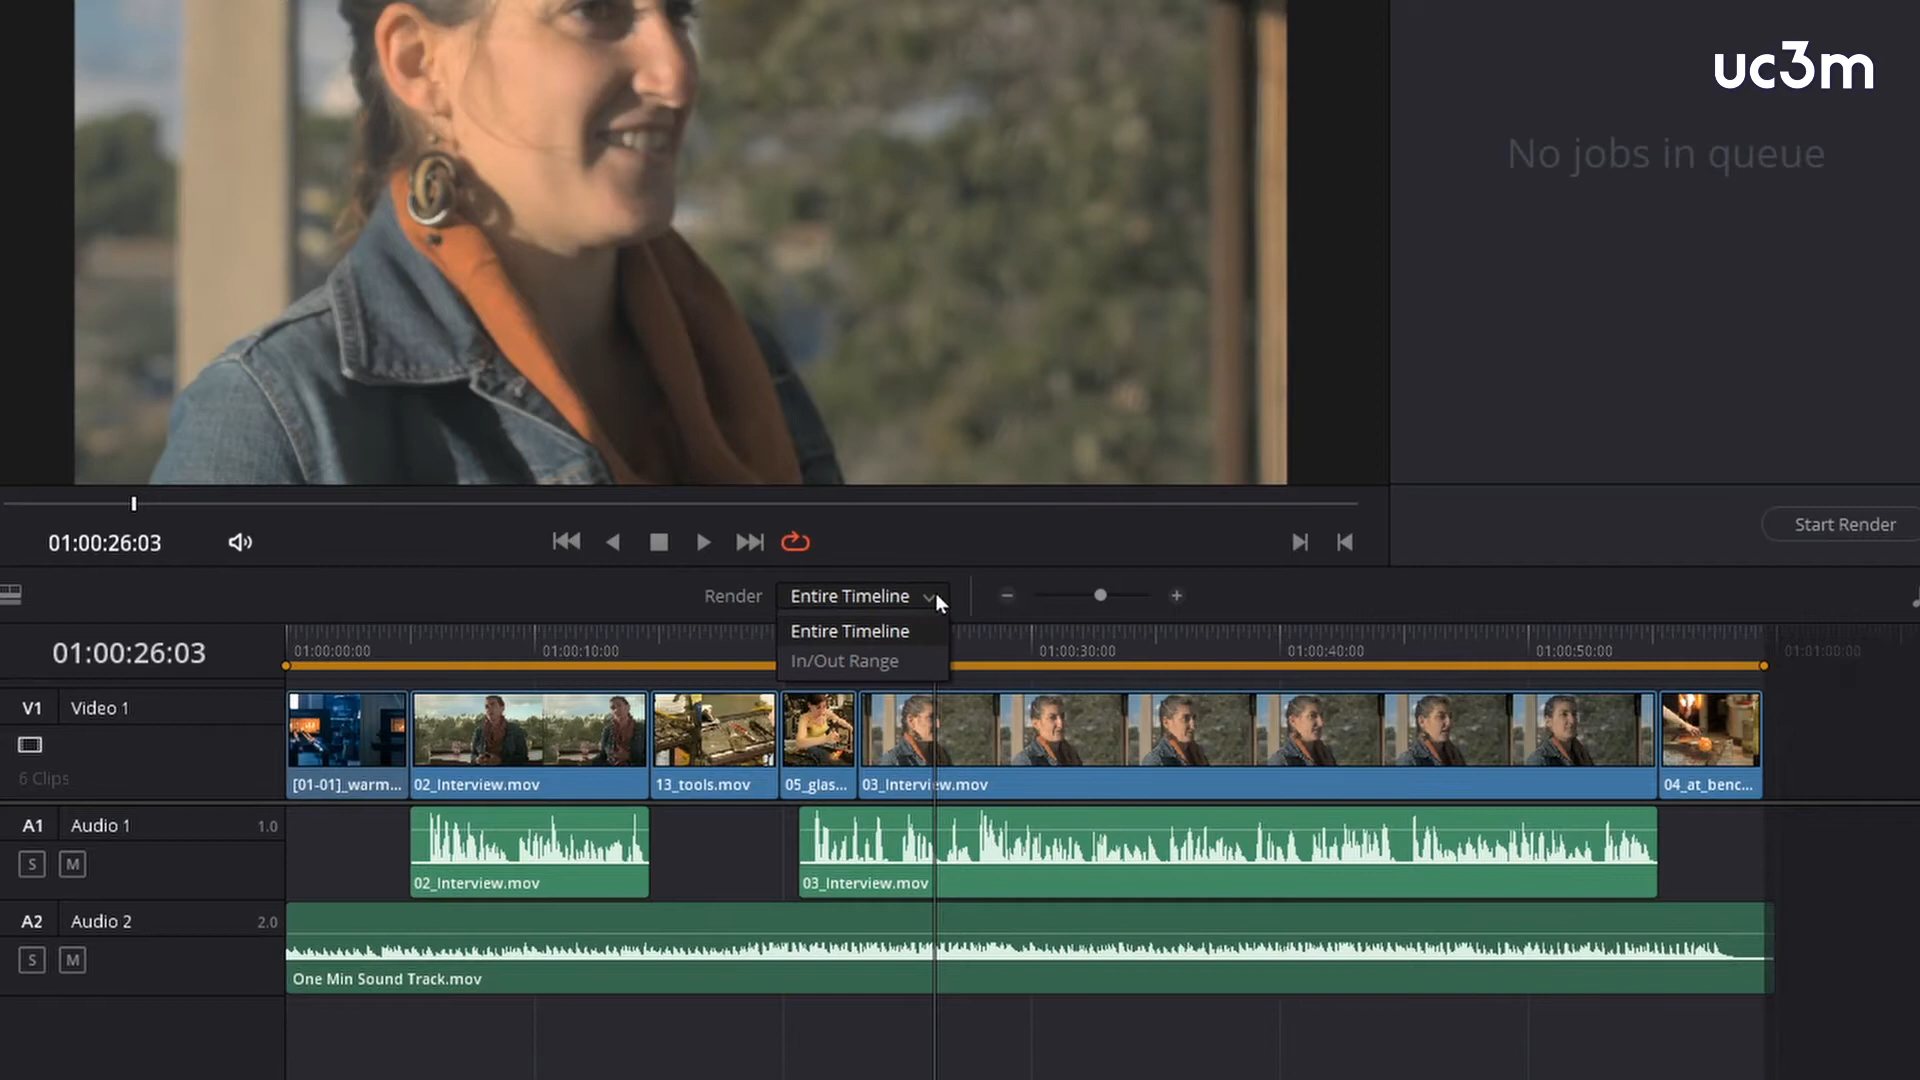 uc3m
No jobs in queue
01:00:26:03
Start Render
Render
Entire Timeline
Entire Timeline
In/Out Range
01:00:26:03
01:00:00:00
01:00:10:00
01:00:30:00
01:00:40:00
01:00:50:00
01:01:00:00
V1
Video 1
6 Clips
[01-01]_warm...
02_Interview.mov
13_tools.mov
05_glas...
03_Interview.mov
04_at_benc...
A1
Audio 1
1.0
S
M
02_Interview.mov
03_Interview.mov
A2
Audio 2
2.0
S
M
One Min Sound Track.mov